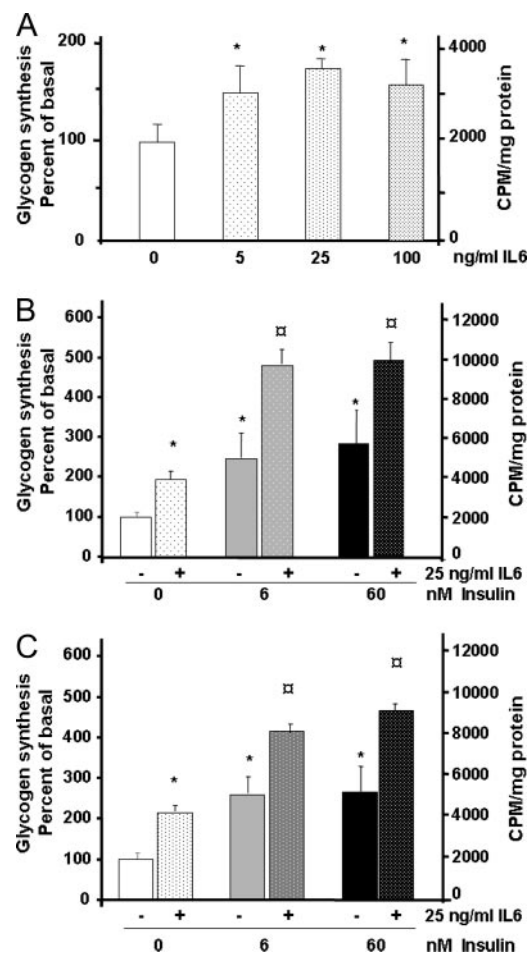 A
Glycogen synthesis
Percent of basal
200
100
0
* * *
4000
2000
0
CPM/mg protein
0 5 25 100 ng/ml IL6
B
Glycogen synthesis
Percent of basal
600
500
400
300
200
100
0
* * ¤ * ¤
12000
10000
8000
6000
4000
2000
0
CPM/mg protein
- + - + - + 25 ng/ml IL6
0 6 60 nM Insulin
C
Glycogen synthesis
Percent of basal
600
500
400
300
200
100
0
* * ¤ * ¤
12000
10000
8000
6000
4000
2000
0
CPM/mg protein
- + - + - + 25 ng/ml IL6
0 6 60 nM Insulin